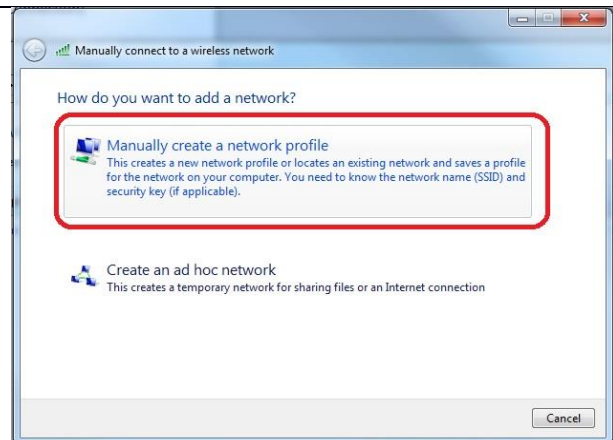 Manually connect to a wireless network
How do you want to add a network?
Manually create a network profile
This creates a new network profile or locates an existing network and saves a profile
for the network on your computer. You need to know the network name (SSID) and
security key (if applicable).
Create an ad hoc network
This creates a temporary network for sharing files or an Internet connection
Cancel